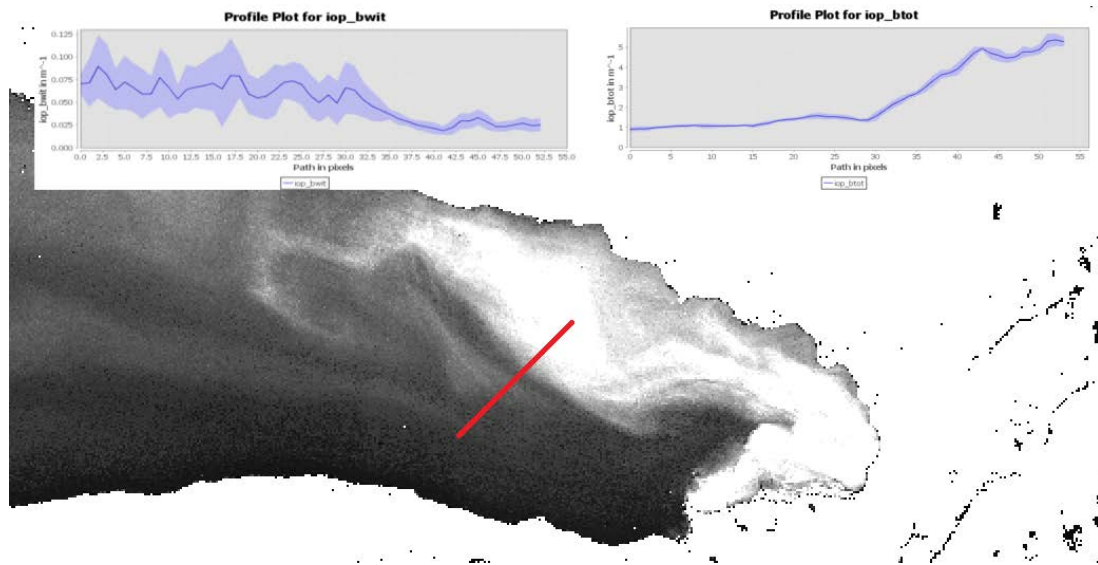 Profile Plot for iop_bwit
iop_bwit in m^-1
0.125
0.100
0.075
0.050
0.025
0.000
0.0 2.5 5.0 7.5 10.0 12.5 15.0 17.5 20.0 22.5 25.0 27.5 30.0 32.5 35.0 37.5 40.0 42.5 45.0 47.5 50.0 52.5 55.0
Path in pixels
iop_bwit
Profile Plot for iop_btot
iop_btot in m^-1
5
4
3
2
1
0
0 5 10 15 20 25 30 35 40 45 50 55
Path in pixels
iop_btot